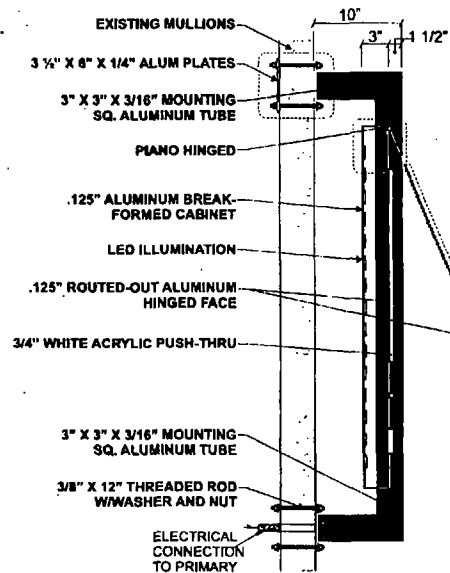 10"
EXISTING MULLIONS
3" 1 1/2"
3 ½" X 6" X 1/4" ALUM PLATES
3" X 3" X 3/16" MOUNTING
SQ. ALUMINUM TUBE
PIANO HINGED
.125" ALUMINUM BREAK-
FORMED CABINET
LED ILLUMINATION
.125" ROUTED-OUT ALUMINUM
HINGED FACE
3/4" WHITE ACRYLIC PUSH-THRU
3" X 3" X 3/16" MOUNTING
SQ. ALUMINUM TUBE
3/8" X 12" THREADED ROD
W/WASHER AND NUT
ELECTRICAL
CONNECTION
TO PRIMARY